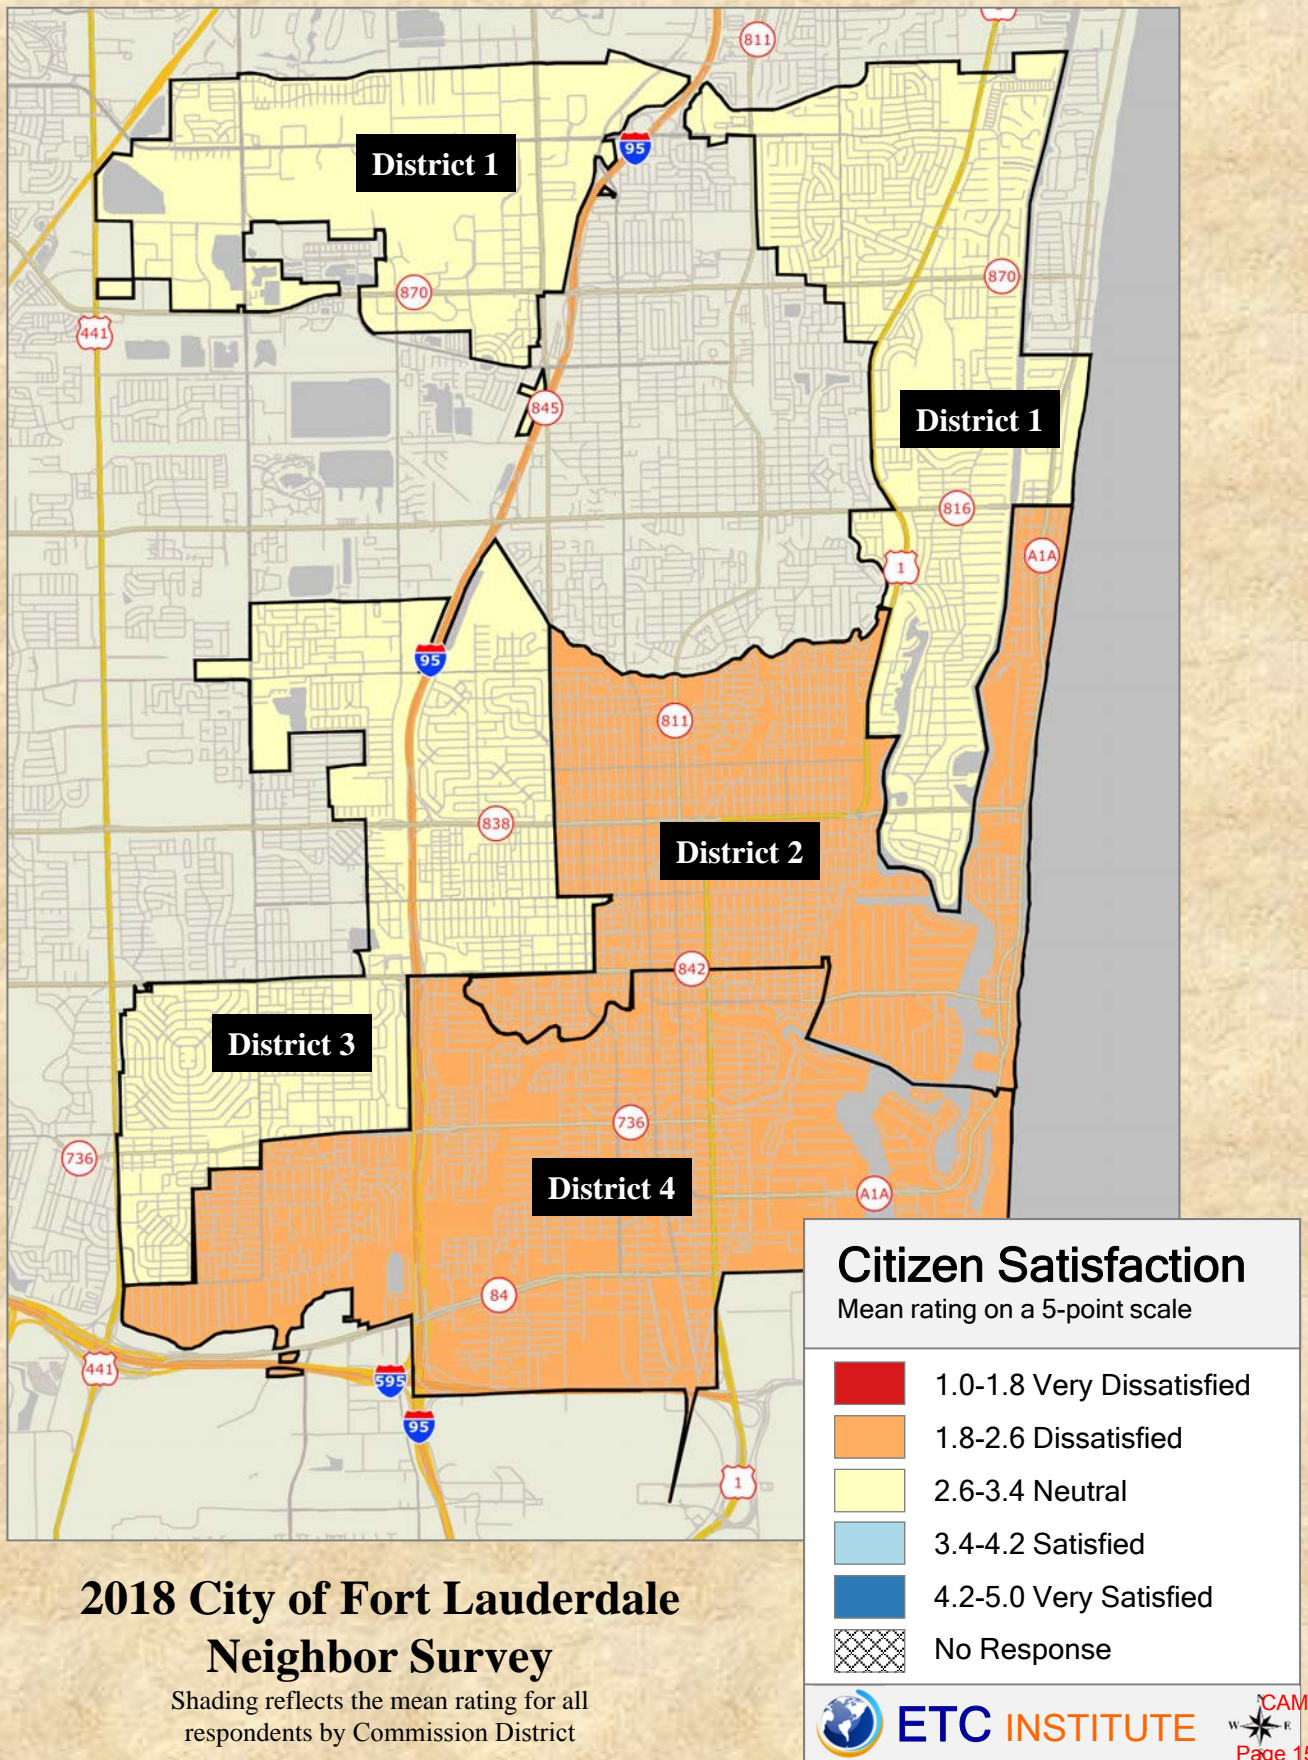 811
95
District 1
870
870
441
845
District 1
816
A1A
1
95
811
838
District 2
842
District 3
736
736
District 4
A1A
84
441
595
95
1
Citizen Satisfaction
Mean rating on a 5-point scale
1.0-1.8 Very Dissatisfied
1.8-2.6 Dissatisfied
2.6-3.4 Neutral
3.4-4.2 Satisfied
4.2-5.0 Very Satisfied
No Response
2018 City of Fort Lauderdale
Neighbor Survey
Shading reflects the mean rating for all
respondents by Commission District
ETC INSTITUTE
W E
CAM
Page 15